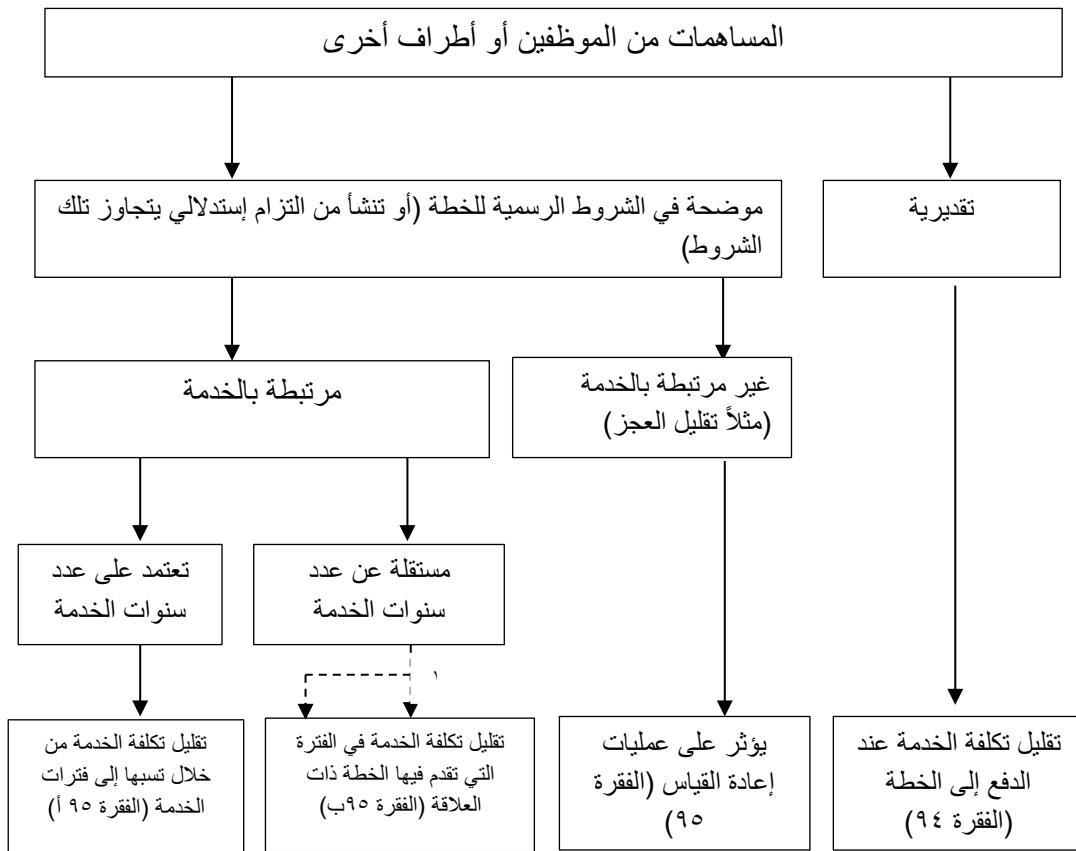 المساهمات من الموظفين أو أطراف أخرى
تقديرية
موضحة في الشروط الرسمية للخطة (أو تنشأ من التزام إستدلالي يتجاوز تلك
الشروط)
غير مرتبطة بالخدمة
(مثلاً تقليل العجز)
مرتبطة بالخدمة
مستقلة عن عدد
سنوات الخدمة
تعتمد على عدد
سنوات الخدمة
١
تقليل تكلفة الخدمة عند
الدفع إلى الخطة
(الفقرة ٩٤)
يؤثر على عمليات
إعادة القياس (الفقرة
٩٥)
تقليل تكلفة الخدمة في الفترة
التي تقدم فيها الخطة ذات
العلاقة (الفقرة ٩٥ب)
تقليل تكلفة الخدمة من
خلال تسبها إلى فترات
الخدمة (الفقرة ٩٥ أ)